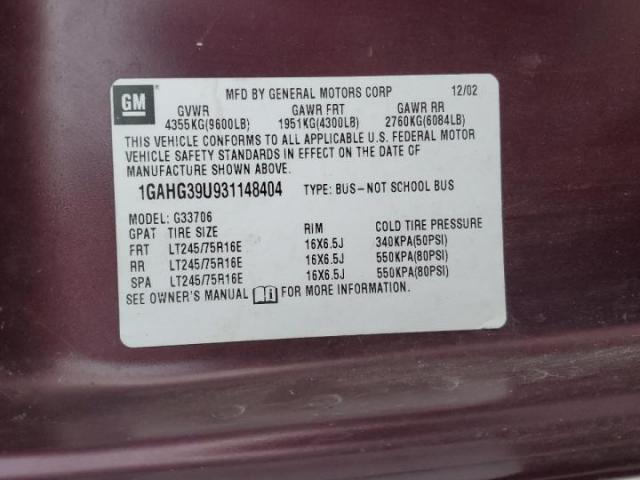 GM
MFD BY GENERAL MOTORS CORP 12/02
GVWR GAWR FRT GAWR RR
4355KG(9600LB) 1951KG(4300LB) 2760KG(6084LB)
THIS VEHICLE CONFORMS TO ALL APPLICABLE U.S. FEDERAL MOTOR
VEHICLE SAFETY STANDARDS IN EFFECT ON THE DATE OF
MANUFACTURE SHOWN ABOVE.
1GAHG39U931148404 TYPE: BUS-NOT SCHOOL BUS
MODEL: G33706
GPAT TIRE SIZE RIM COLD TIRE PRESSURE
FRT LT245/75R16E 16X6.5J 340KPA(50PSI)
RR LT245/75R16E 16X6.5J 550KPA(80PSI)
SPA LT245/75R16E 16X6.5J 550KPA(80PSI)
SEE OWNER'S MANUAL FOR MORE INFORMATION.